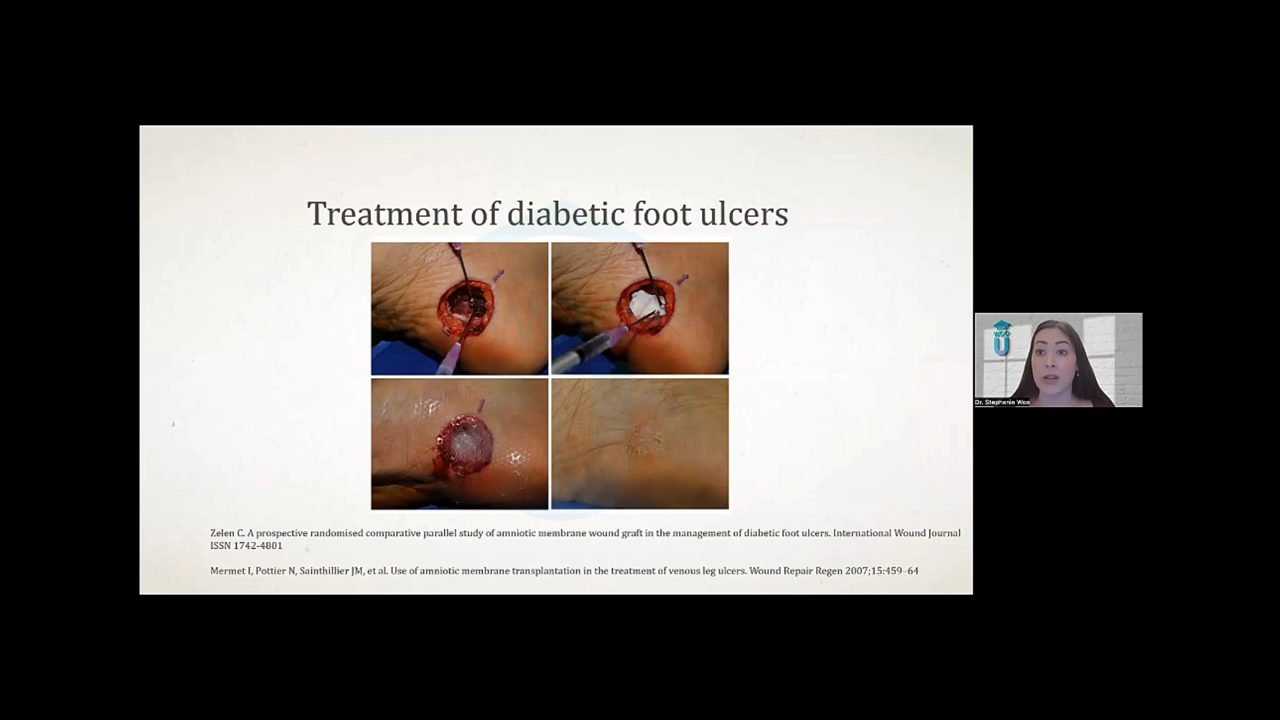 Treatment of diabetic foot ulcers
Zelen C. A prospective randomised comparative parallel study of amniotic membrane wound graft in the management of diabetic foot ulcers. International Wound Journal
ISSN 1742-4801
Mermet I, Pottier N, Sainthillier JM, et al. Use of amniotic membrane transplantation in the treatment of venous leg ulcers. Wound Repair Regen 2007;15:459–64
WOO
U
Dr. Stephanie Woo